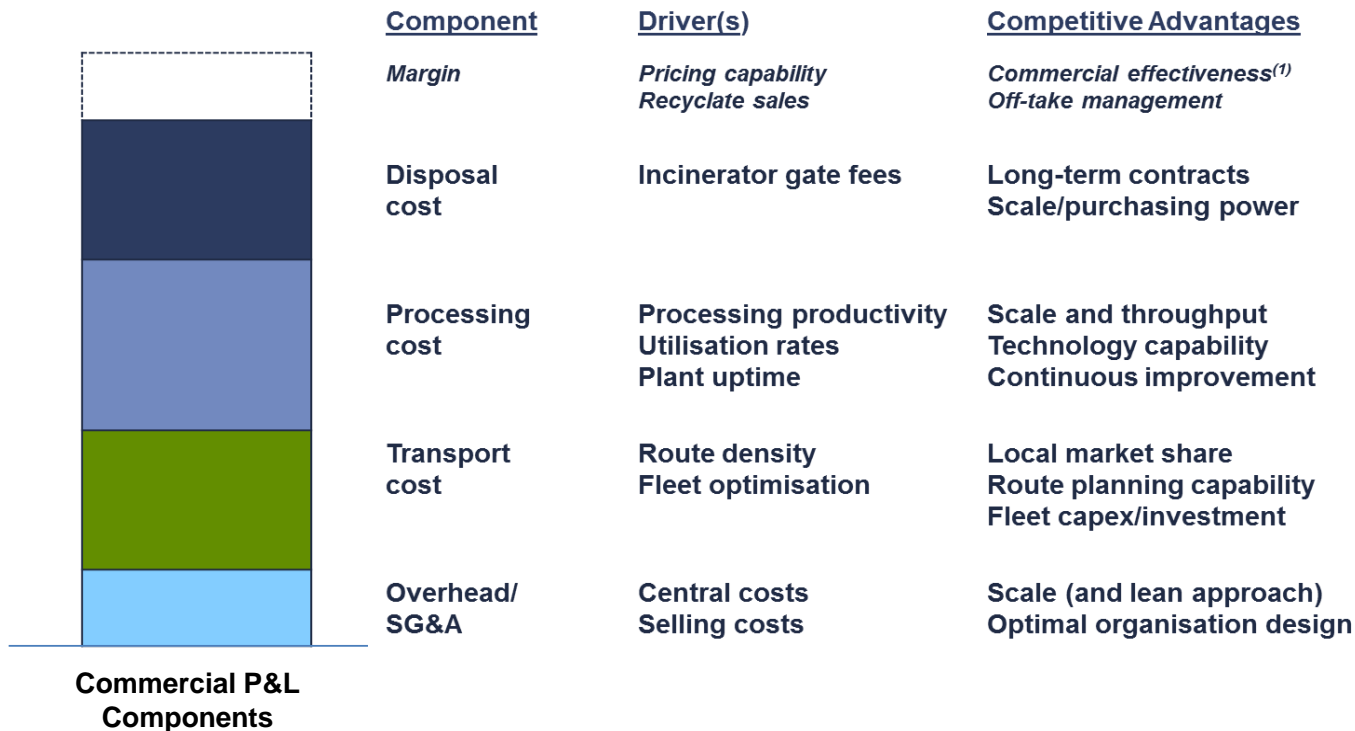 Component Driver(s) Competitive Advantages
Margin Pricing capability Commercial effectiveness(1)
Recyclate sales Off-take management
Disposal Incinerator gate fees Long-term contracts
cost Scale/purchasing power
Processing Processing productivity Scale and throughput
cost Utilisation rates Technology capability
Plant uptime Continuous improvement
Transport Route density Local market share
cost Fleet optimisation Route planning capability
Fleet capex/investment
Overhead/ Central costs Scale (and lean approach)
SG&A Selling costs Optimal organisation design
Commercial P&L
Components